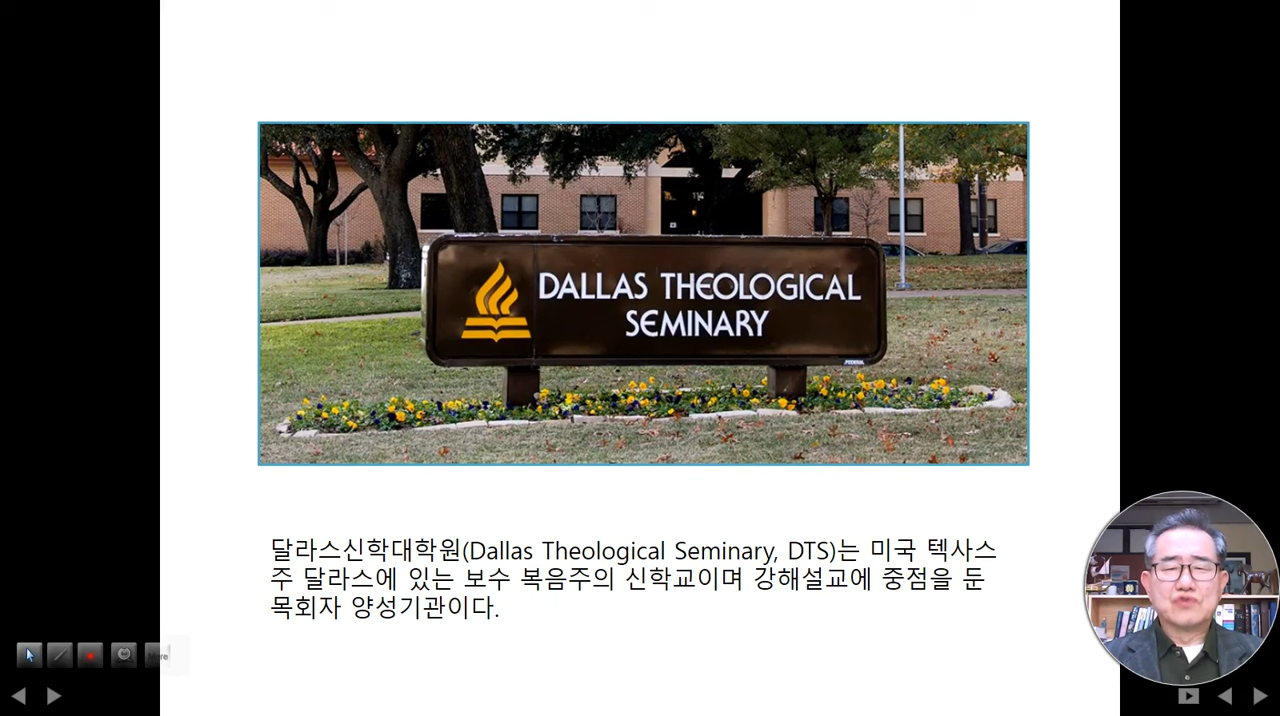 110
DALLAS THEOLOGICAL
SEMINARY
달라스신학대학원(Dallas Theological Seminary, DTS)는 미국 텍사스
주 달라스에 있는 보수 복음주의 신학교이며 강해설교에 중점을 둔
목회자 양성기관이다.
More